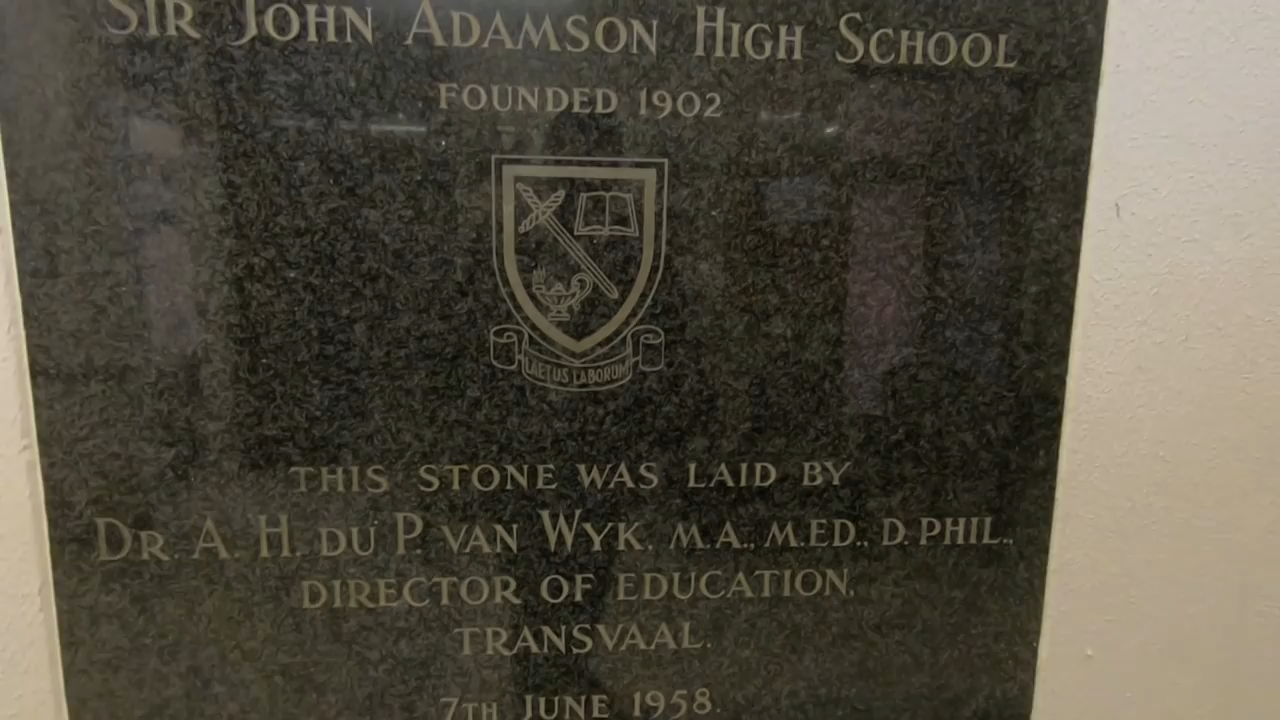 SIR JOHN ADAMSON HIGH SCHOOL
FOUNDED 1902
LAETUS LABORUM
THIS STONE WAS LAID BY
DR. A. H. DU P. VAN WYK, M.A., M.ED., D. PHIL.,
DIRECTOR OF EDUCATION,
TRANSVAAL.
7TH JUNE 1958.